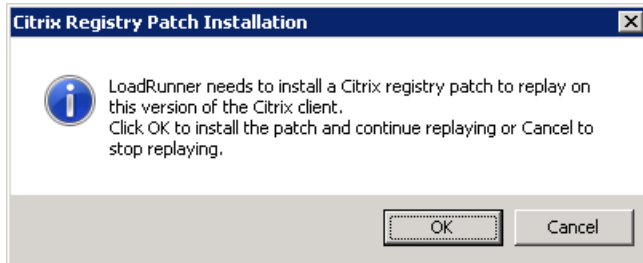 Citrix Registry Patch Installation
LoadRunner needs to install a Citrix registry patch to replay on
this version of the Citrix client.
Click OK to install the patch and continue replaying or Cancel to
stop replaying.
OK Cancel